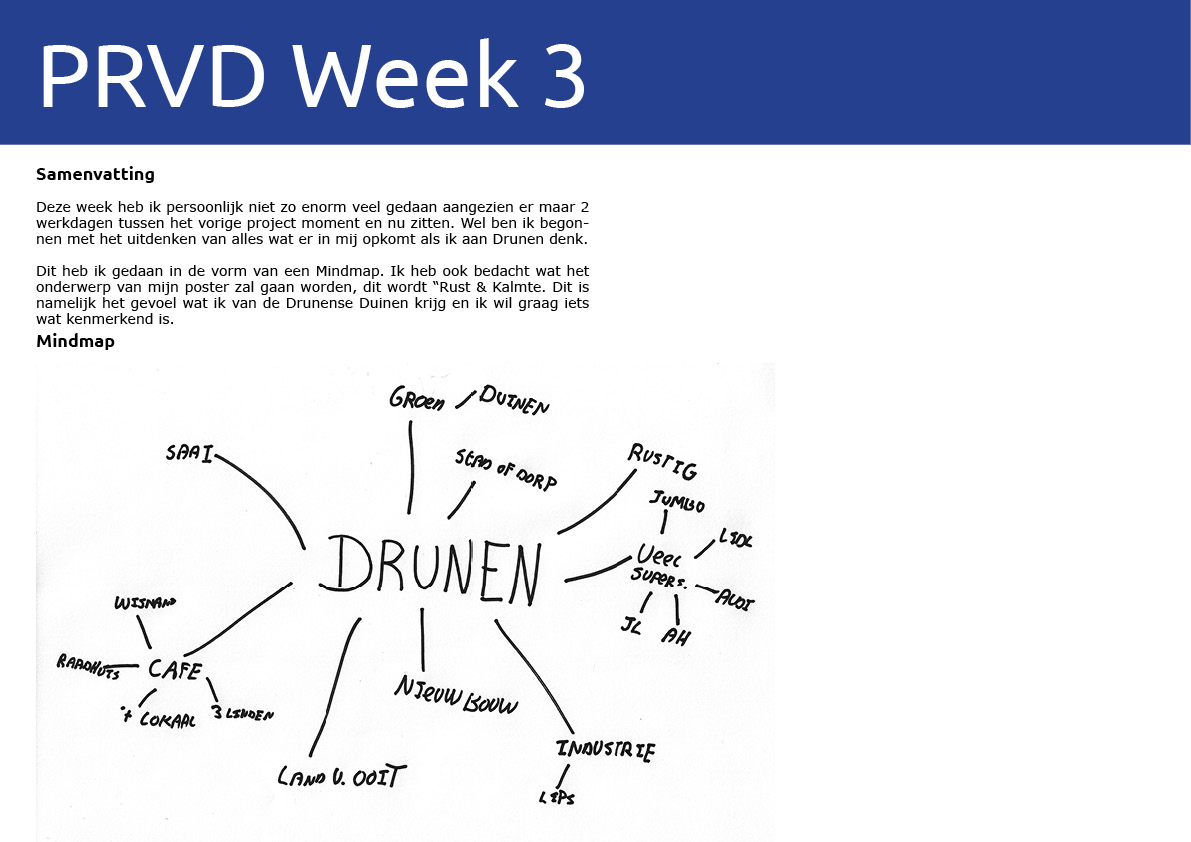 PRVD Week 3
Samenvatting
Deze week heb ik persoonlijk niet zo enorm veel gedaan aangezien er maar 2
werkdagen tussen het vorige project moment en nu zitten. Wel ben ik begon-
nen met het uitdenken van alles wat er in mij opkomt als ik aan Drunen denk.
Dit heb ik gedaan in de vorm van een Mindmap. Ik heb ook bedacht wat het
onderwerp van mijn poster zal gaan worden, dit wordt “Rust & Kalmte. Dit is
namelijk het gevoel wat ik van de Drunense Duinen krijg en ik wil graag iets
wat kenmerkend is.
Mindmap
GROEN
DUINEN
SAAI
STAD OF DORP
RUSTIG
JUMBO
LIDL
VEEL
SUPERS.
ALDI
JL
AH
DRUNEN
WIJNAND
RAADHUIS
CAFE
't LOKAAL
3 LINDEN
NIEUWBOUW
LAND V. OOIT
INDUSTRIE
LIPS